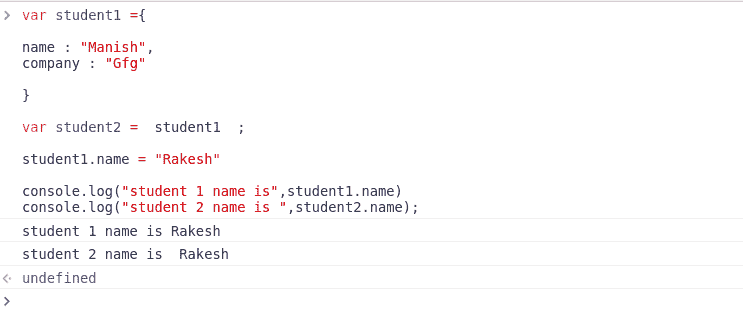 var student1 ={
name : "Manish",
company : "Gfg"
}
var student2 =  student1  ;
student1.name = "Rakesh"
console.log("student 1 name is",student1.name)
console.log("student 2 name is ",student2.name);
student 1 name is Rakesh
student 2 name is  Rakesh
undefined